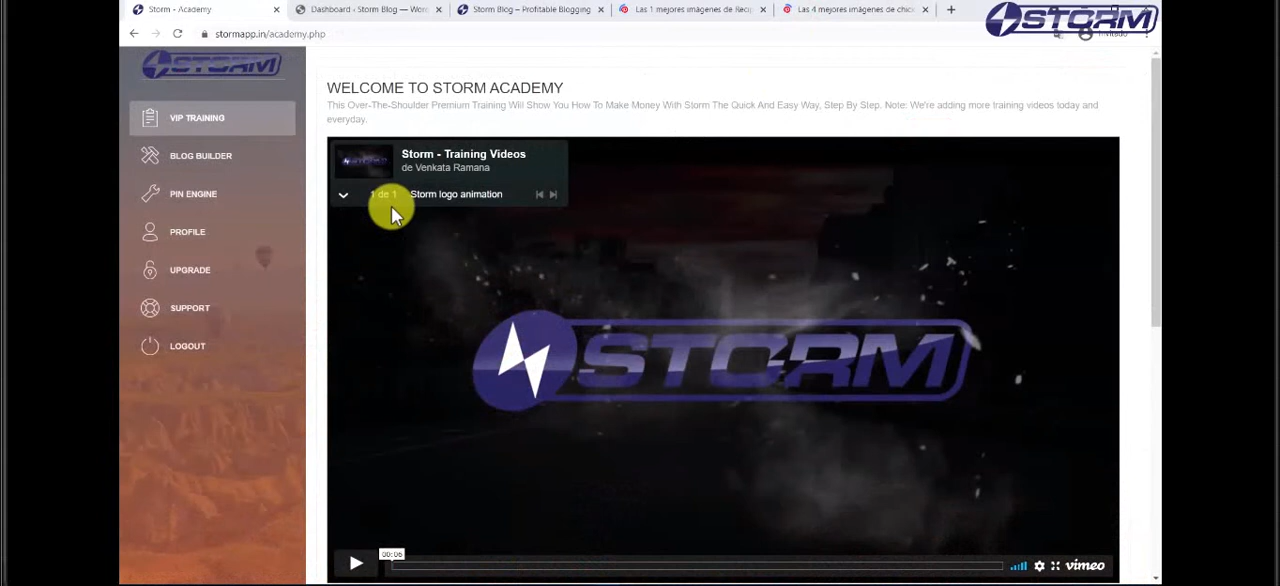 Storm - Academy
Dashboard ‹ Storm Blog — Wor
Storm Blog – Profitable Blogging
Las 1 mejores imágenes de
Las 4 mejores imágenes de chic
STORM
stormapp.in/academy.php
Invitado
STORM
VIP TRAINING
BLOG BUILDER
PIN ENGINE
PROFILE
UPGRADE
SUPPORT
LOGOUT
WELCOME TO STORM ACADEMY
This Over-The-Shoulder Premium Training Will Show You How To Make Money With Storm The Quick And Easy Way, Step By Step. Note: We're adding more training videos today and
everyday.
Storm - Training Videos
de Venkata Ramana
1 de 1 Storm logo animation
STORM
00:06
vimeo